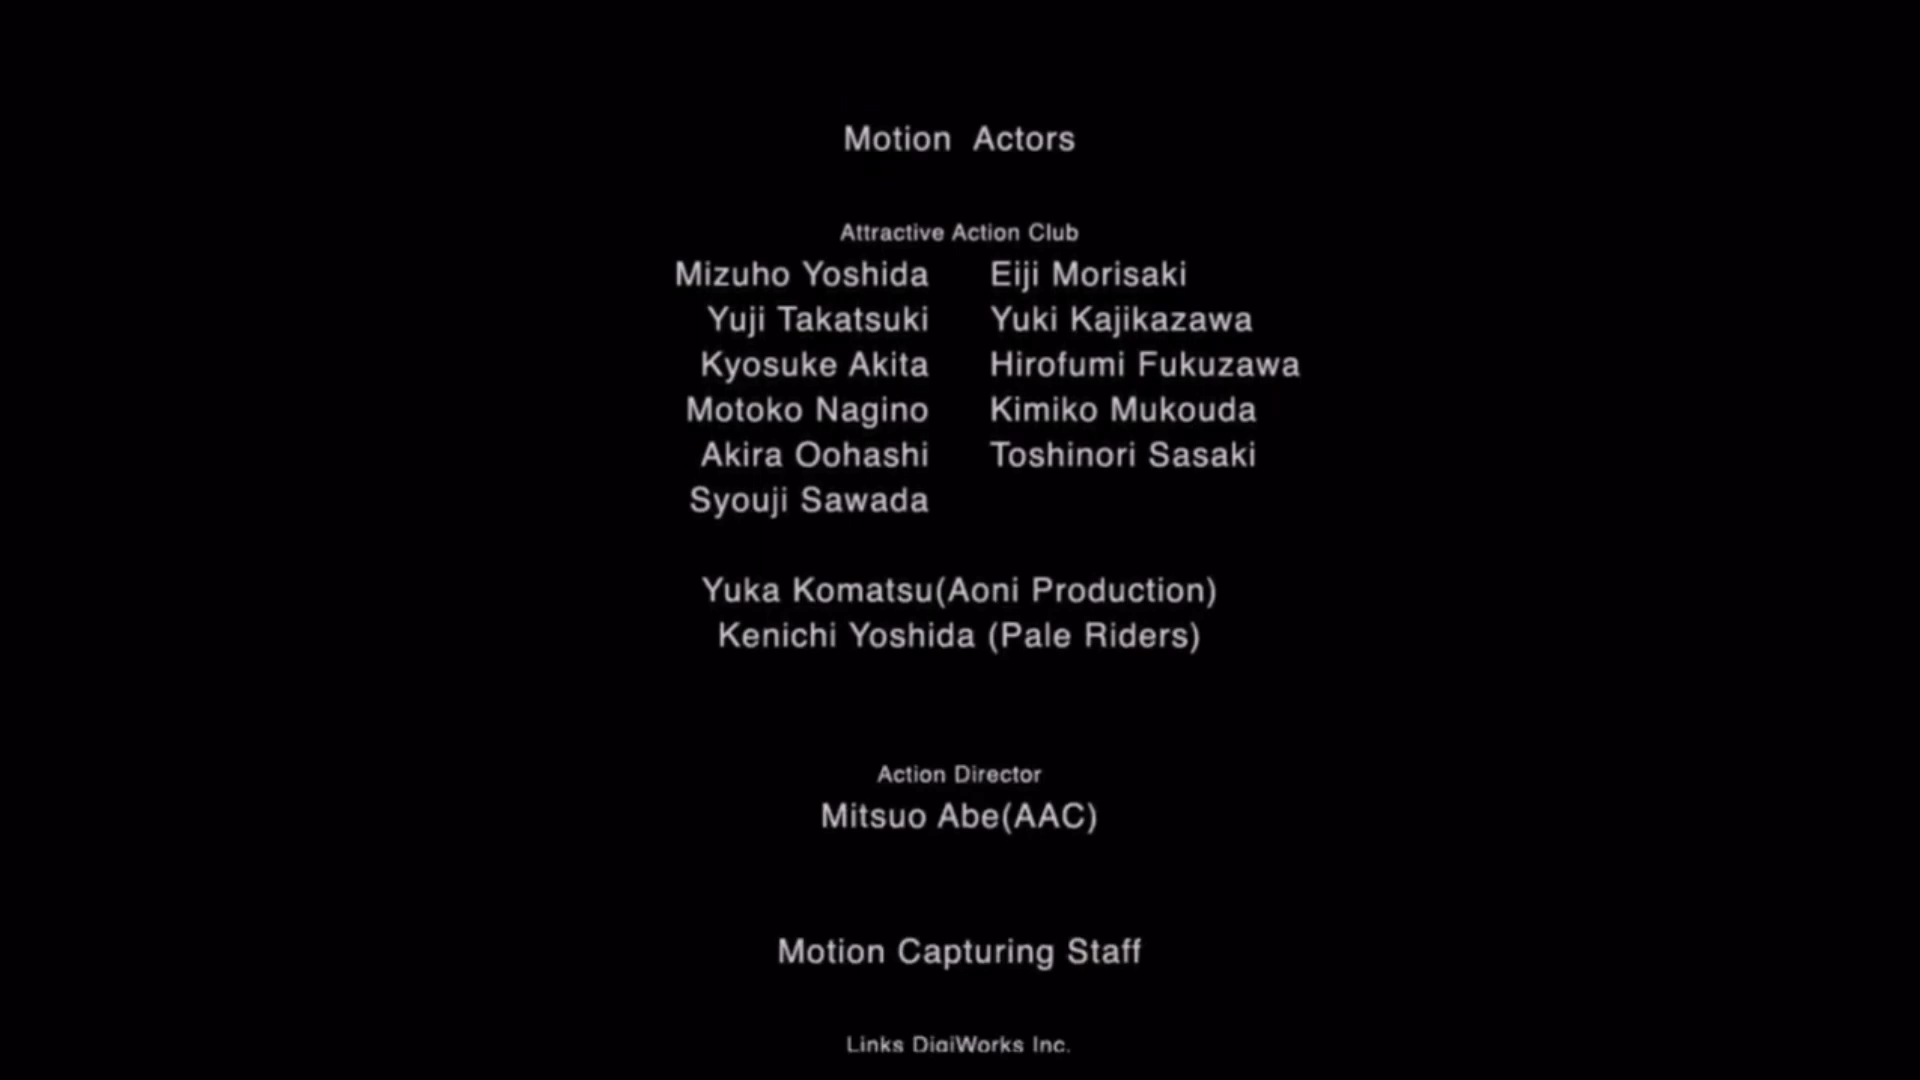 Motion Actors
Attractive Action Club
Mizuho Yoshida Eiji Morisaki
Yuji Takatsuki Yuki Kajikazawa
Kyosuke Akita Hirofumi Fukuzawa
Motoko Nagino Kimiko Mukouda
Akira Oohashi Toshinori Sasaki
Syouji Sawada
Yuka Komatsu(Aoni Production)
Kenichi Yoshida (Pale Riders)
Action Director
Mitsuo Abe(AAC)
Motion Capturing Staff
Links DigiWorks Inc.